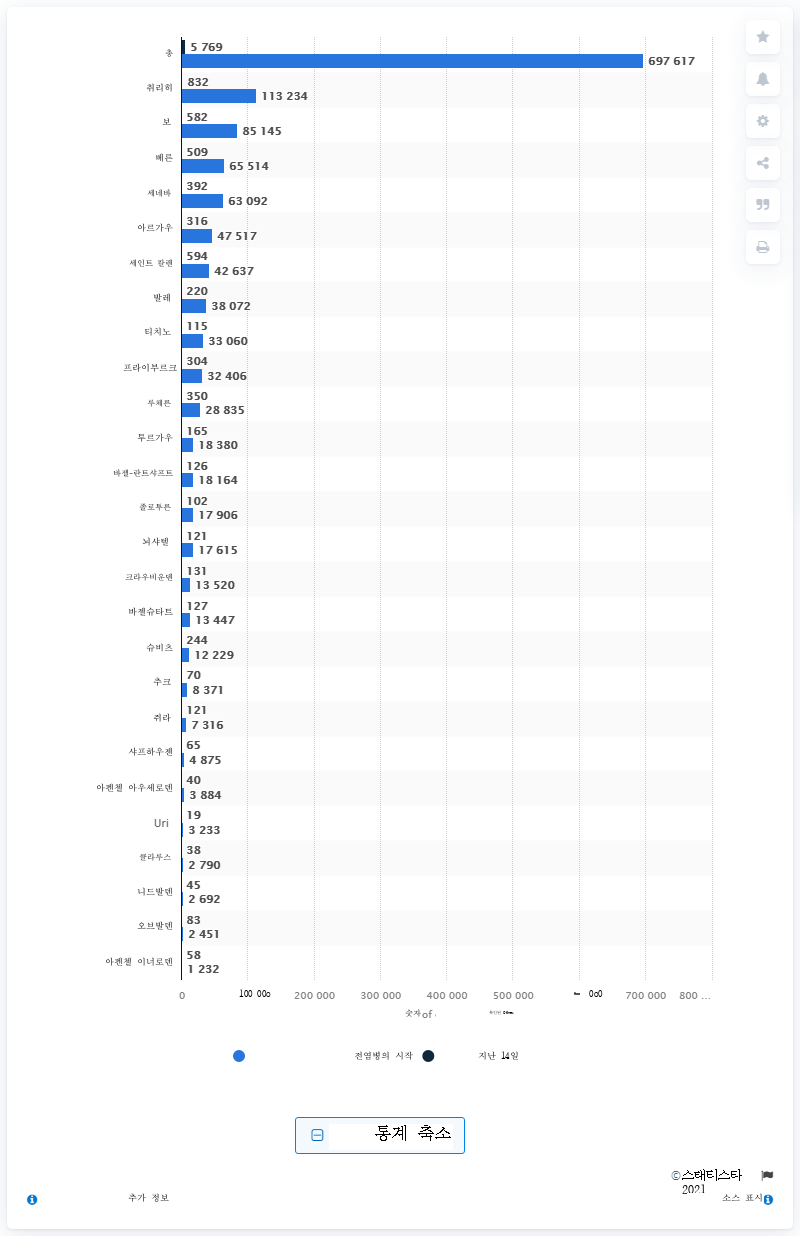 5 769
총
697 617
832
취리히
113 234
582
보
85 145
509
베른
65 514
392
제네바
63 092
316
아르가우
47 517
594
세인트 갈렌
42 637
220
발레
38 072
115
티치노
33 060
304
프라이부르크
32 406
350
루체른
28 835
165
투르가우
18 380
126
바젤-란트샤프트
18 164
102
졸로투른
17 906
121
뇌샤텔
17 615
131
그라우뷔운덴
13 520
127
바젤슈타트
13 447
244
슈비츠
12 229
70
추크
8 371
121
쥐라
7 316
65
샤프하우젠
4 875
40
아펜첼 아우세로덴
3 884
19
Uri
3 233
38
글라루스
2 790
45
니드발덴
2 692
83
오브발덴
2 451
58
아펜첼 이너로덴
1 232
0 100 000 200 000 300 000 400 000 500 000 700 000 800 ...
숫자 of
전염병의 시작 지난 14일
통계 축소
©스태티스타
2021
추가 정보 소스 표시